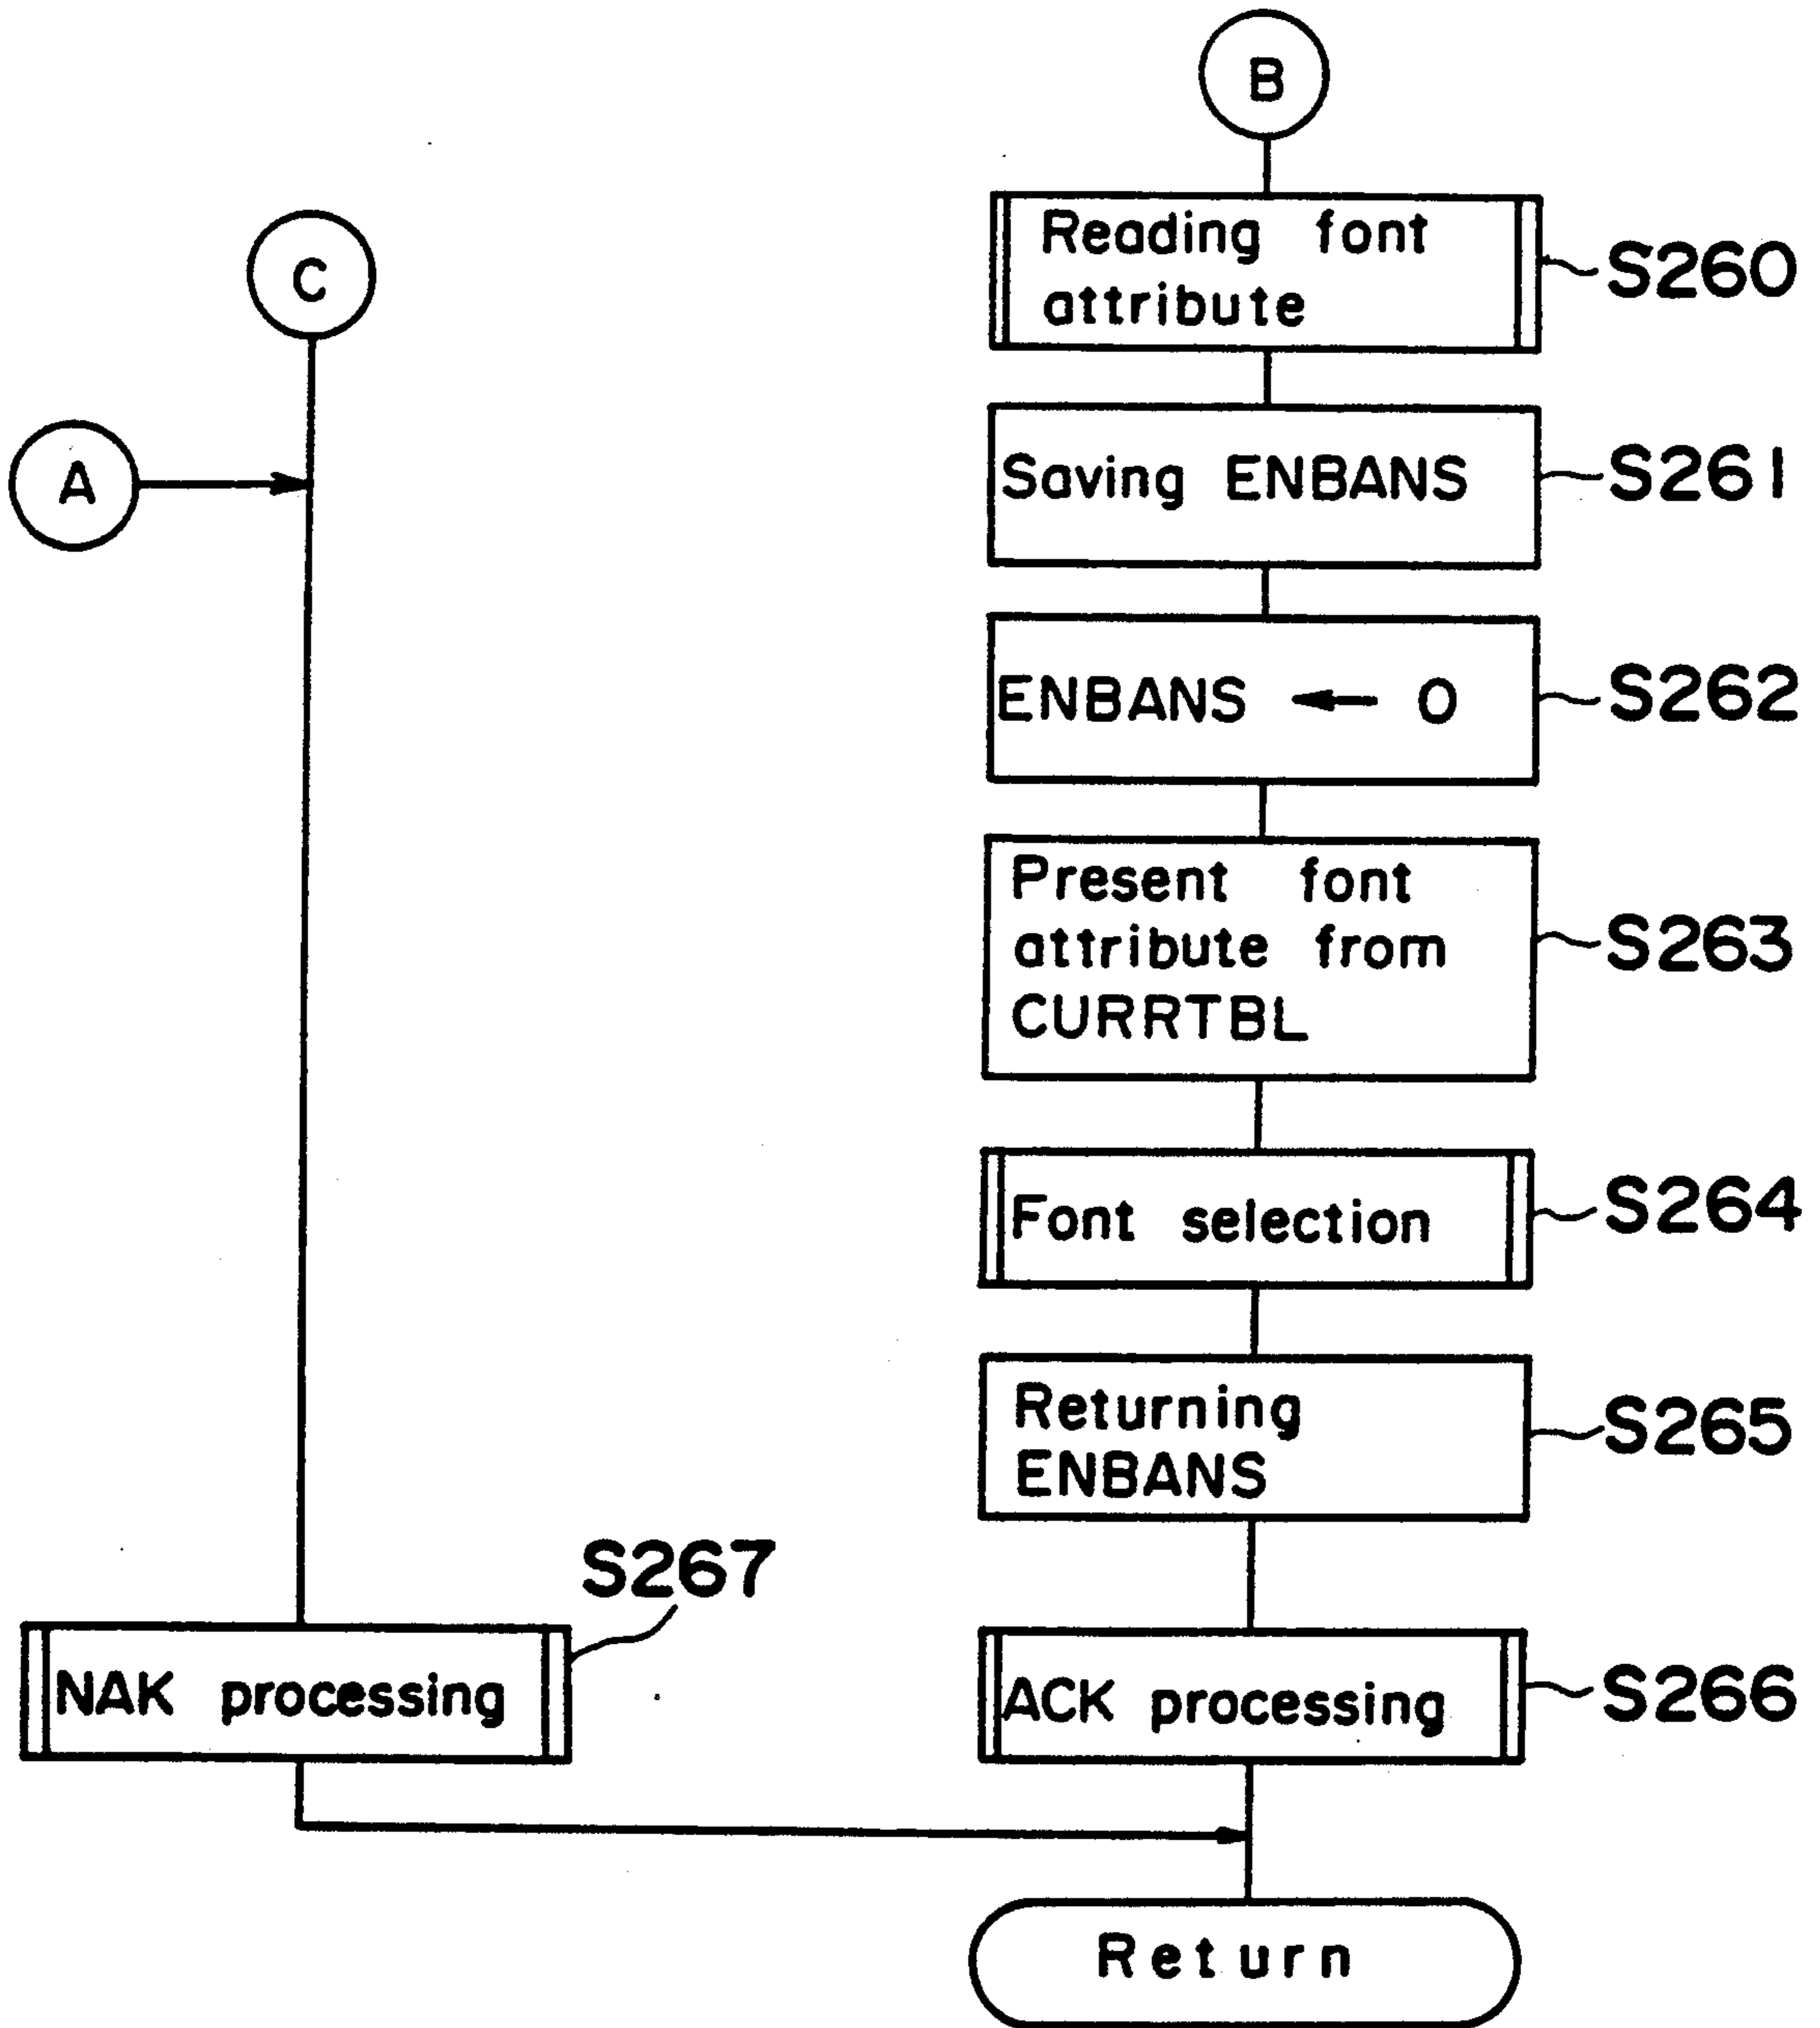 B
Reading font
attribute
S260
C
A
Saving ENBANS
S261
ENBANS ← 0
S262
Present font
attribute from
CURRTBL
S263
Font selection
S264
Returning
ENBANS
S265
S267
NAK processing
ACK processing
S266
Return